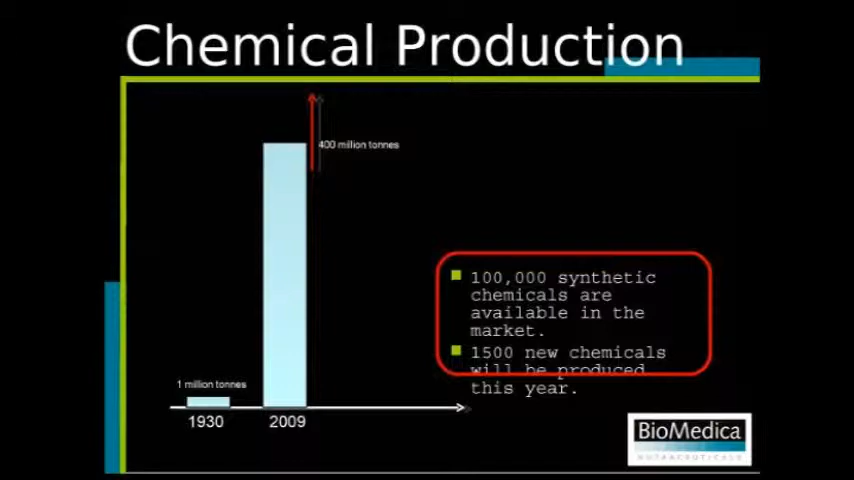 Chemical Production
400 million tonnes
100,000 synthetic
chemicals are
available in the
market.
1500 new chemicals
will be produced
this year.
1 million tonnes
1930 2009
BioMedica
NUTRACEUTICALS